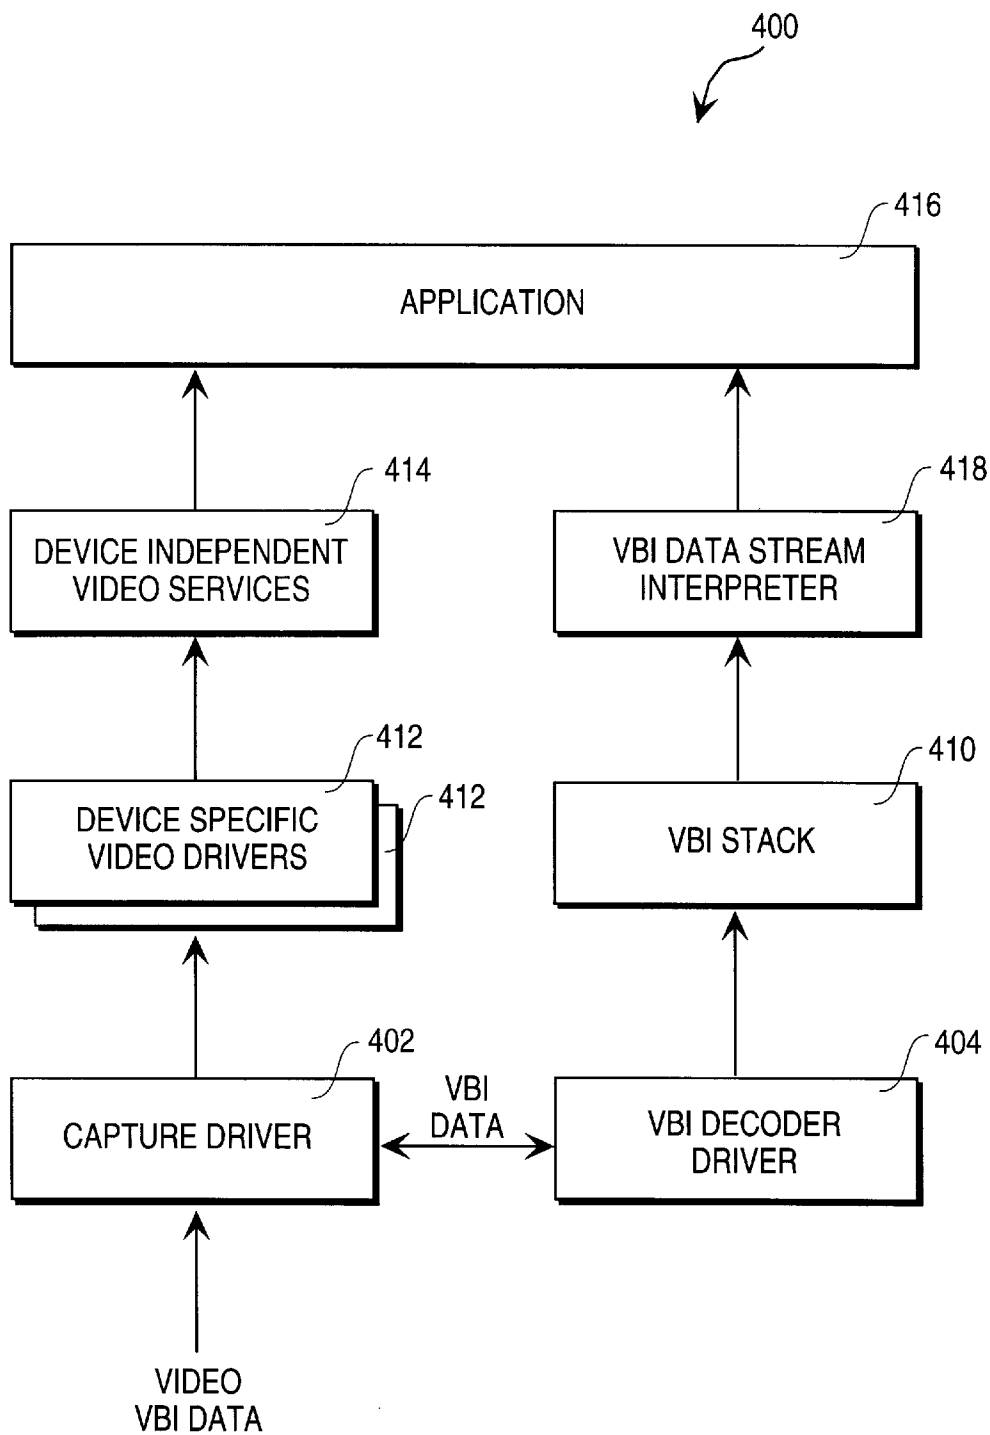 400
416
APPLICATION
414
418
DEVICE INDEPENDENT
VIDEO SERVICES
VBI DATA STREAM
INTERPRETER
412
412
410
DEVICE SPECIFIC
VIDEO DRIVERS
VBI STACK
402
404
CAPTURE DRIVER
VBI
DATA
VBI DECODER
DRIVER
VIDEO
VBI DATA